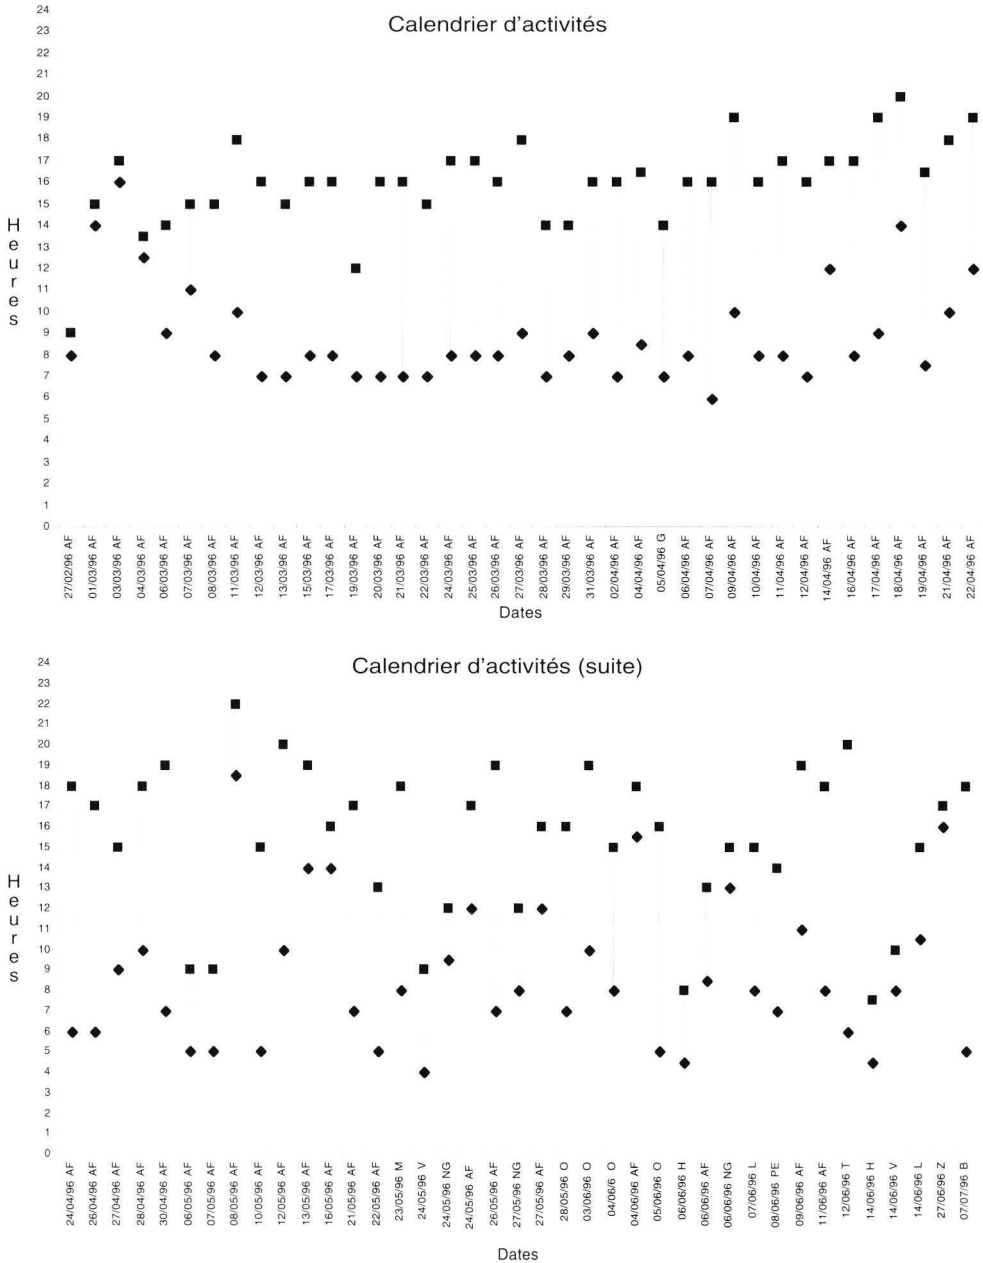 Calendrier d'activités
24
23
22
21
20
19
18
17
16
15
14
13
12
11
10
9
8
7
6
5
4
3
2
1
0
Heures
27/02/96 AF
01/03/96 AF
03/03/96 AF
04/03/96 AF
06/03/96 AF
07/03/96 AF
08/03/96 AF
11/03/96 AF
12/03/96 AF
13/03/96 AF
15/03/96 AF
17/03/96 AF
19/03/96 AF
20/03/96 AF
21/03/96 AF
22/03/96 AF
24/03/96 AF
25/03/96 AF
26/03/96 AF
27/03/96 AF
28/03/96 AF
29/03/96 AF
31/03/96 AF
02/04/96 AF
04/04/96 AF
05/04/96 G
06/04/96 AF
07/04/96 AF
09/04/96 AF
10/04/96 AF
11/04/96 AF
12/04/96 AF
14/04/96 AF
16/04/96 AF
17/04/96 AF
18/04/96 AF
19/04/96 AF
21/04/96 AF
22/04/96 AF
Dates
Calendrier d'activités (suite)
24
23
22
21
20
19
18
17
16
15
14
13
12
11
10
9
8
7
6
5
4
3
2
1
0
Heures
24/04/96 AF
26/04/96 AF
27/04/96 AF
28/04/96 AF
30/04/96 AF
06/05/96 AF
07/05/96 AF
08/05/96 AF
10/05/96 AF
12/05/96 AF
13/05/96 AF
16/05/96 AF
21/05/96 AF
22/05/96 AF
23/05/96 M
24/05/96 V
24/05/96 NG
24/05/96 AF
26/05/96 AF
27/05/96 NG
27/05/96 AF
28/05/96 O
03/06/96 O
04/06/6 O
04/06/96 AF
05/06/96 O
06/06/96 H
06/06/96 AF
06/06/96 NG
07/06/96 L
08/06/96 PE
09/06/96 AF
11/06/96 AF
12/06/96 T
14/06/96 H
14/06/96 V
14/06/96 L
27/06/96 Z
07/07/96 B
Dates